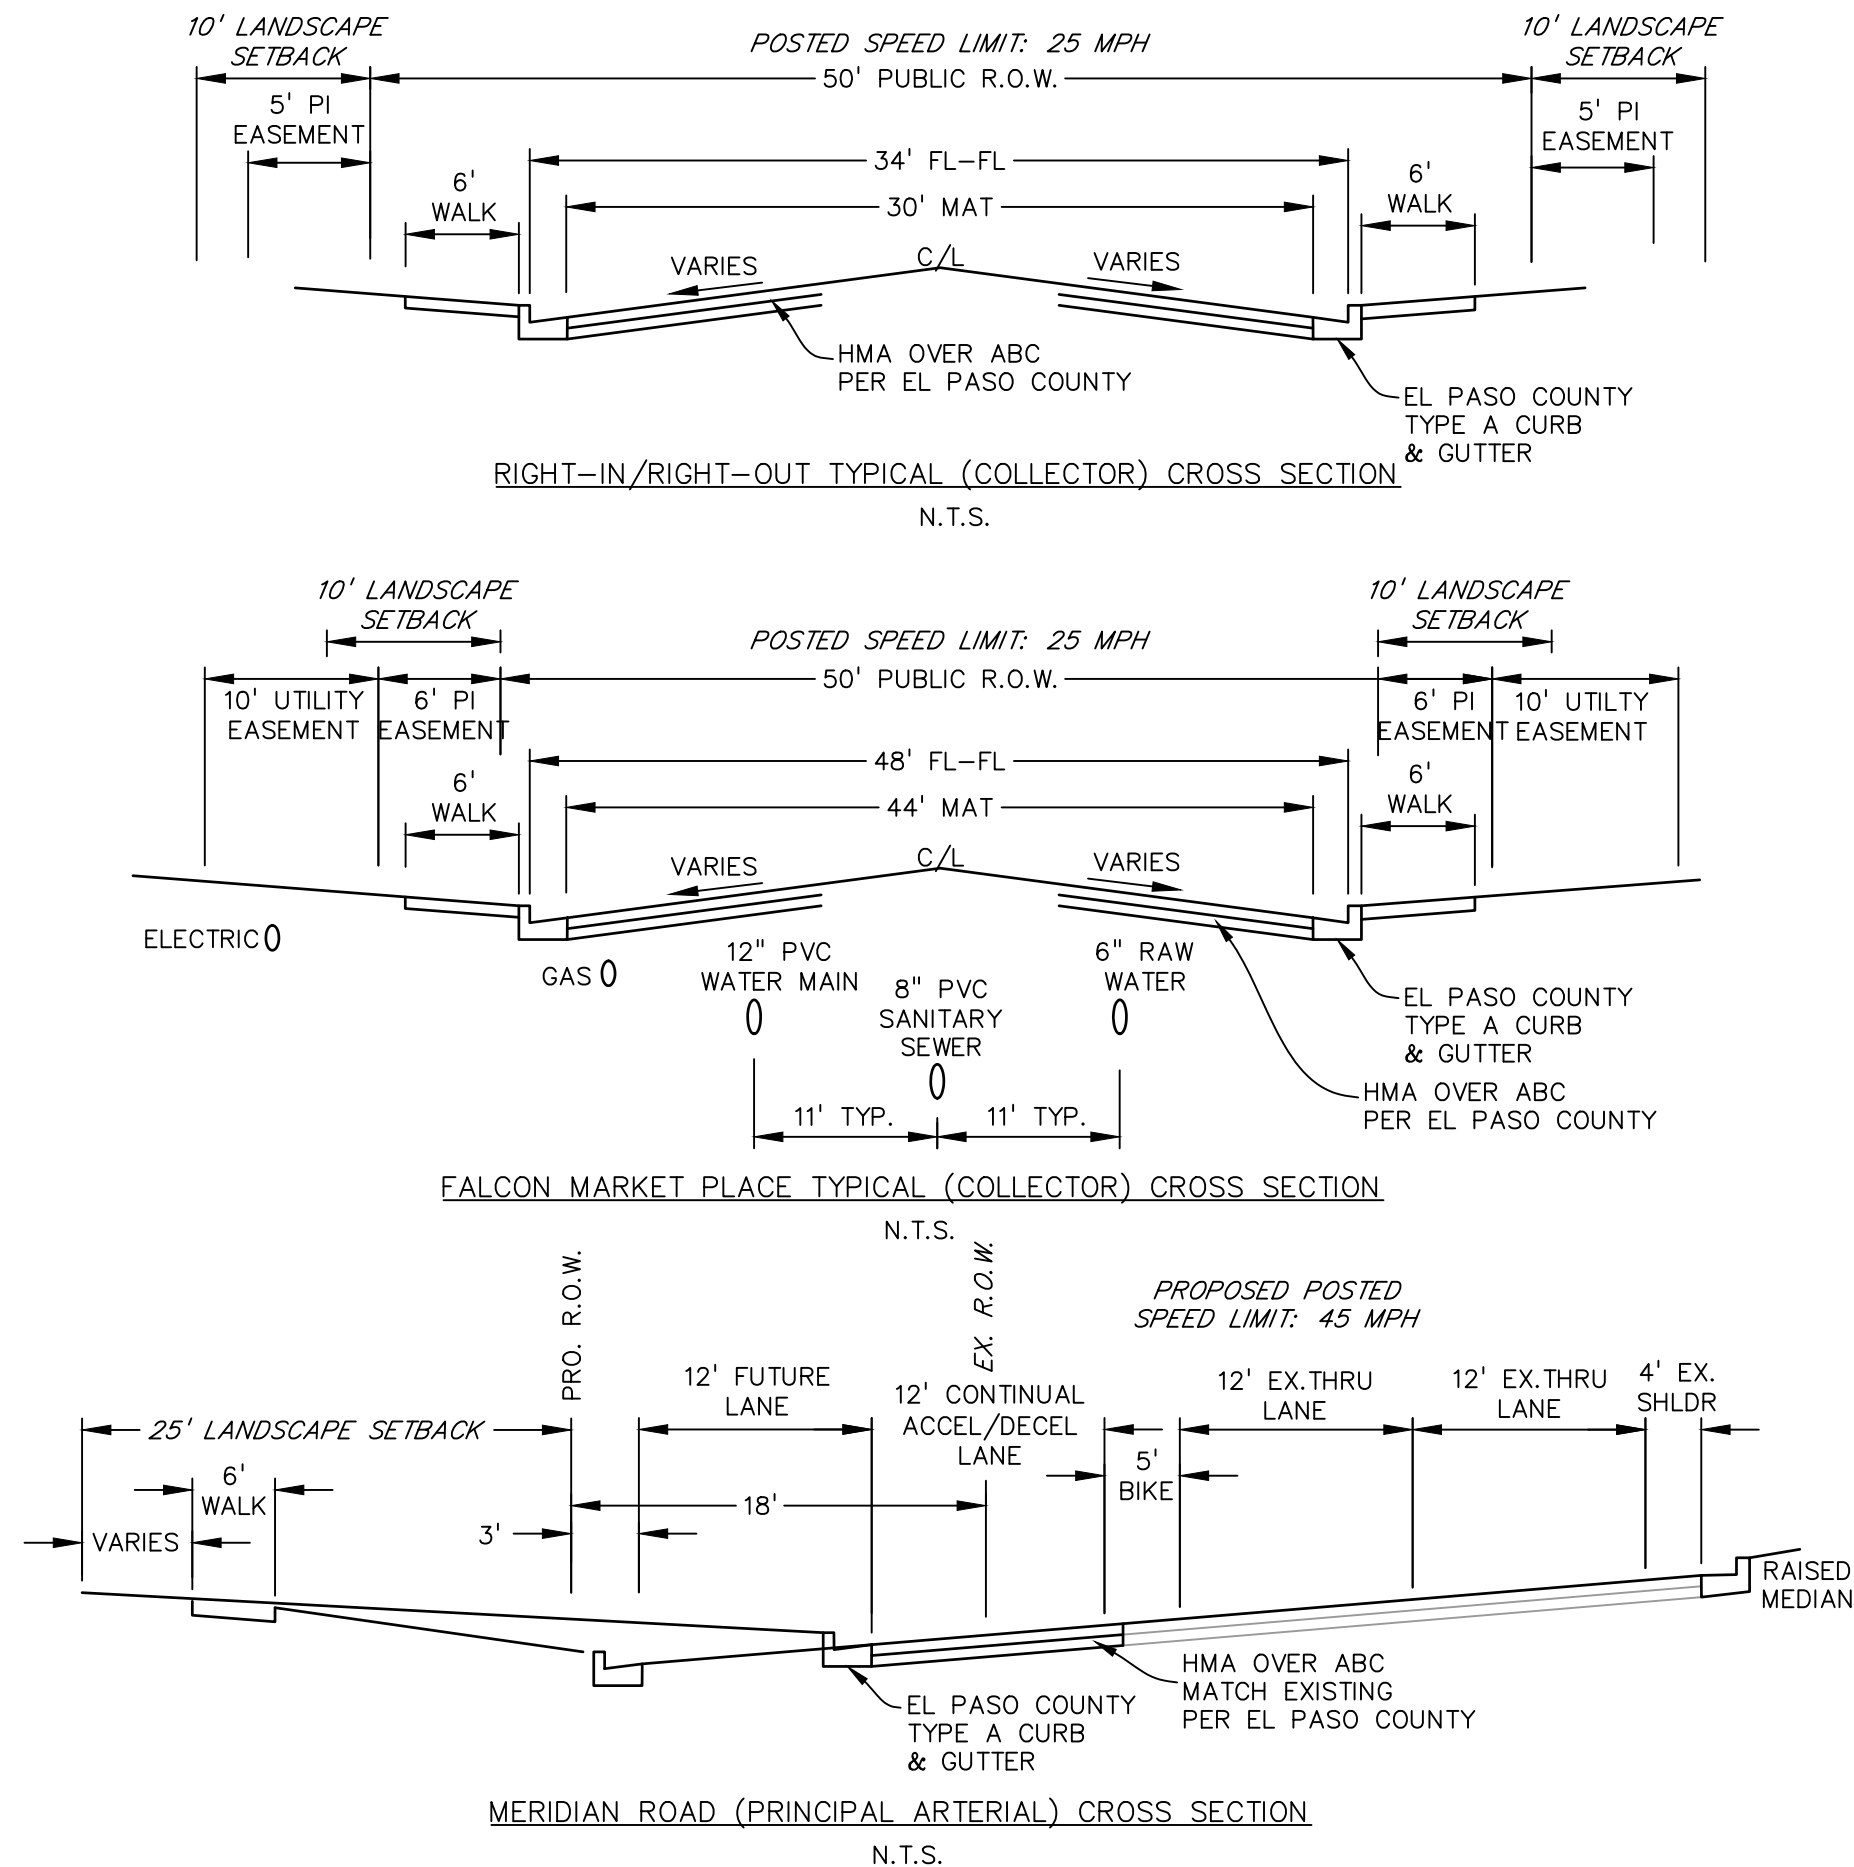 10' LANDSCAPE
SETBACK
POSTED SPEED LIMIT: 25 MPH
10' LANDSCAPE
SETBACK
50' PUBLIC R.O.W.
5' PI
EASEMENT
5' PI
EASEMENT
34' FL-FL
6'
WALK
6'
WALK
30' MAT
VARIES
C/L
VARIES
HMA OVER ABC
PER EL PASO COUNTY
EL PASO COUNTY
TYPE A CURB
& GUTTER
RIGHT-IN/RIGHT-OUT TYPICAL (COLLECTOR) CROSS SECTION
N.T.S.
10' LANDSCAPE
SETBACK
10' LANDSCAPE
SETBACK
POSTED SPEED LIMIT: 25 MPH
50' PUBLIC R.O.W.
10' UTILITY
EASEMENT
6' PI
EASEMENT
6' PI
EASEMENT
10' UTILTY
EASEMENT
48' FL-FL
6'
WALK
6'
WALK
44' MAT
VARIES
C/L
VARIES
ELECTRIC
GAS
12" PVC
WATER MAIN
8" PVC
SANITARY
SEWER
6" RAW
WATER
EL PASO COUNTY
TYPE A CURB
& GUTTER
HMA OVER ABC
PER EL PASO COUNTY
11' TYP.
11' TYP.
FALCON MARKET PLACE TYPICAL (COLLECTOR) CROSS SECTION
N.T.S.
PRO. R.O.W.
EX. R.O.W.
PROPOSED POSTED
SPEED LIMIT: 45 MPH
12' FUTURE
LANE
12' CONTINUAL
ACCEL/DECEL
LANE
12' EX.THRU
LANE
12' EX.THRU
LANE
4' EX.
SHLDR
25' LANDSCAPE SETBACK
6'
WALK
5'
BIKE
18'
3'
VARIES
RAISED
MEDIAN
HMA OVER ABC
MATCH EXISTING
PER EL PASO COUNTY
EL PASO COUNTY
TYPE A CURB
& GUTTER
MERIDIAN ROAD (PRINCIPAL ARTERIAL) CROSS SECTION
N.T.S.